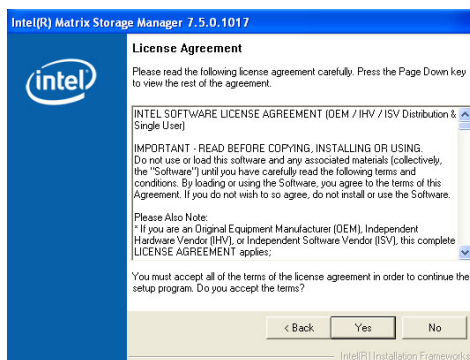 Intel(R) Matrix Storage Manager 7.5.0.1017
License Agreement
Please read the following license agreement carefully. Press the Page Down key
to view the rest of the agreement.
intel
INTEL SOFTWARE LICENSE AGREEMENT (OEM / IHV / ISV Distribution &
Single User)
IMPORTANT - READ BEFORE COPYING, INSTALLING OR USING.
Do not use or load this software and any associated materials (collectively,
the "Software") until you have carefully read the following terms and
conditions. By loading or using the Software, you agree to the terms of this
Agreement. If you do not wish to so agree, do not install or use the Software.
Please Also Note:
* If you are an Original Equipment Manufacturer (OEM), Independent
Hardware Vendor (IHV), or Independent Software Vendor (ISV), this complete
LICENSE AGREEMENT applies;
You must accept all of the terms of the license agreement in order to continue the
setup program. Do you accept the terms?
< Back Yes No
Intel(R) Installation Frameworks